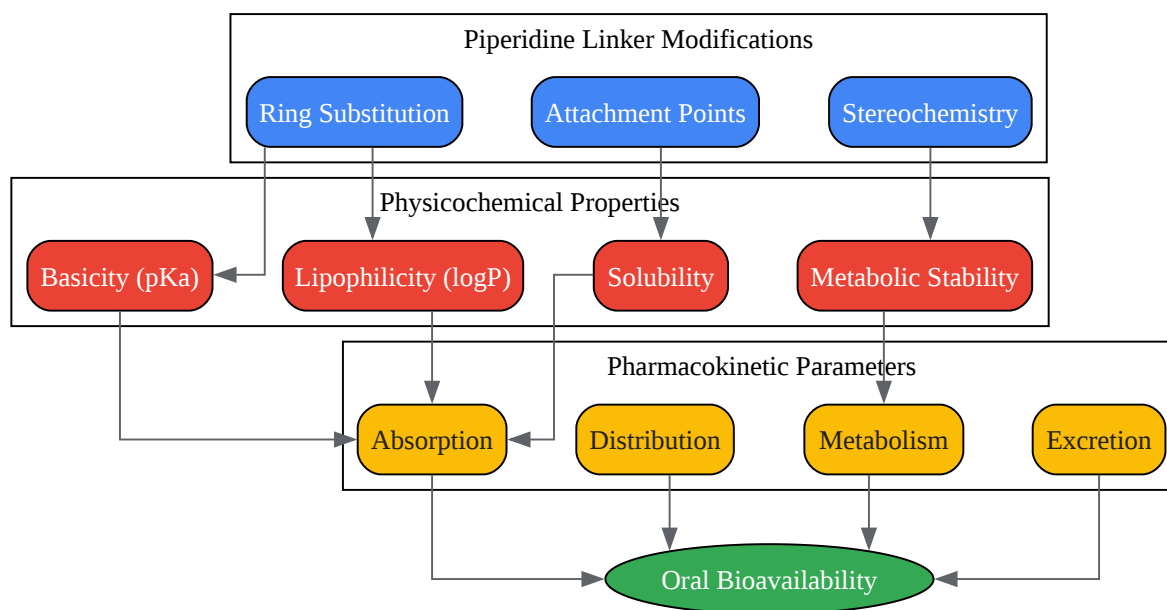 Piperidine Linker Modifications
Ring Substitution
Attachment Points
Stereochemistry
Physicochemical Properties
Basicity (pKa)
Lipophilicity (logP)
Solubility
Metabolic Stability
Pharmacokinetic Parameters
Absorption
Distribution
Metabolism
Excretion
Oral Bioavailability